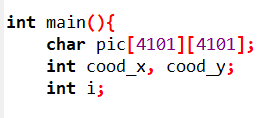 int main(){
    char pic[4101][4101];
    int cood_x, cood_y;
    int i;